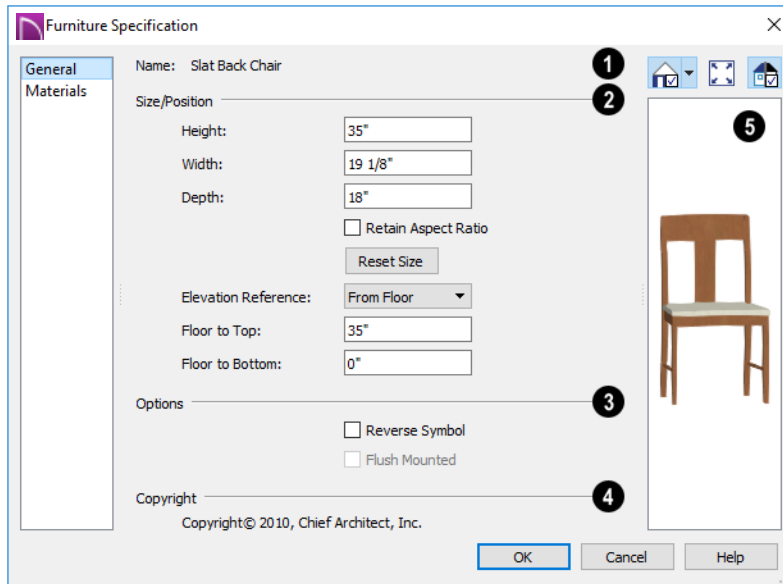 Furniture Specification
General
Materials
Name: Slat Back Chair
1
Size/Position
2
Height: 35"
Width: 19 1/8"
Depth: 18"
Retain Aspect Ratio
Reset Size
Elevation Reference: From Floor
Floor to Top: 35"
Floor to Bottom: 0"
Options
3
Reverse Symbol
Flush Mounted
Copyright
4
Copyright© 2010, Chief Architect, Inc.
5
OK Cancel Help